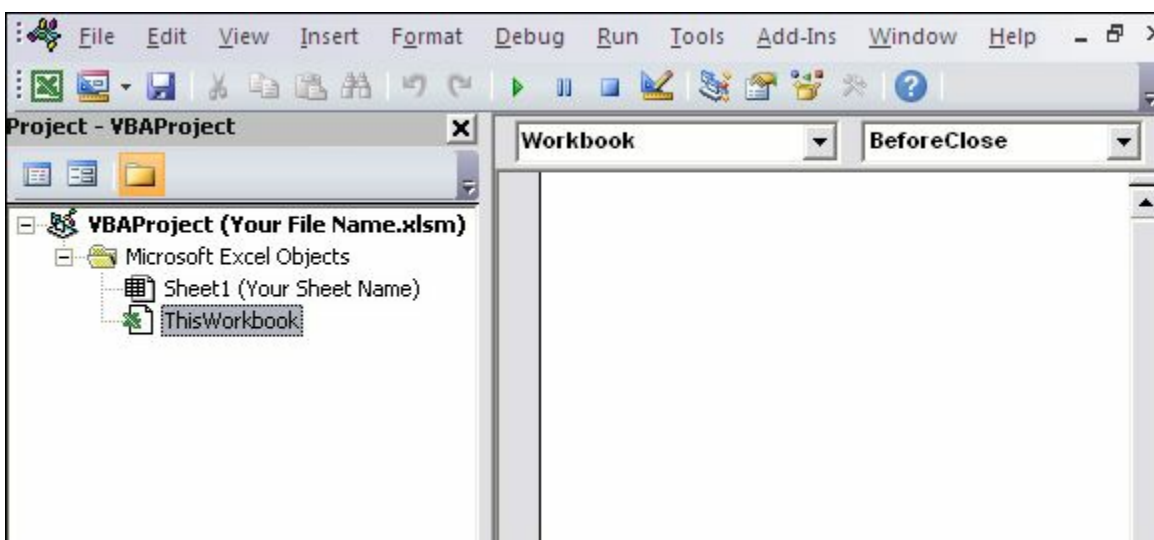 File Edit View Insert Format Debug Run Tools Add-Ins Window Help
Project - VBAProject
Workbook BeforeClose
VBAProject (Your File Name.xlsm)
Microsoft Excel Objects
Sheet1 (Your Sheet Name)
ThisWorkbook